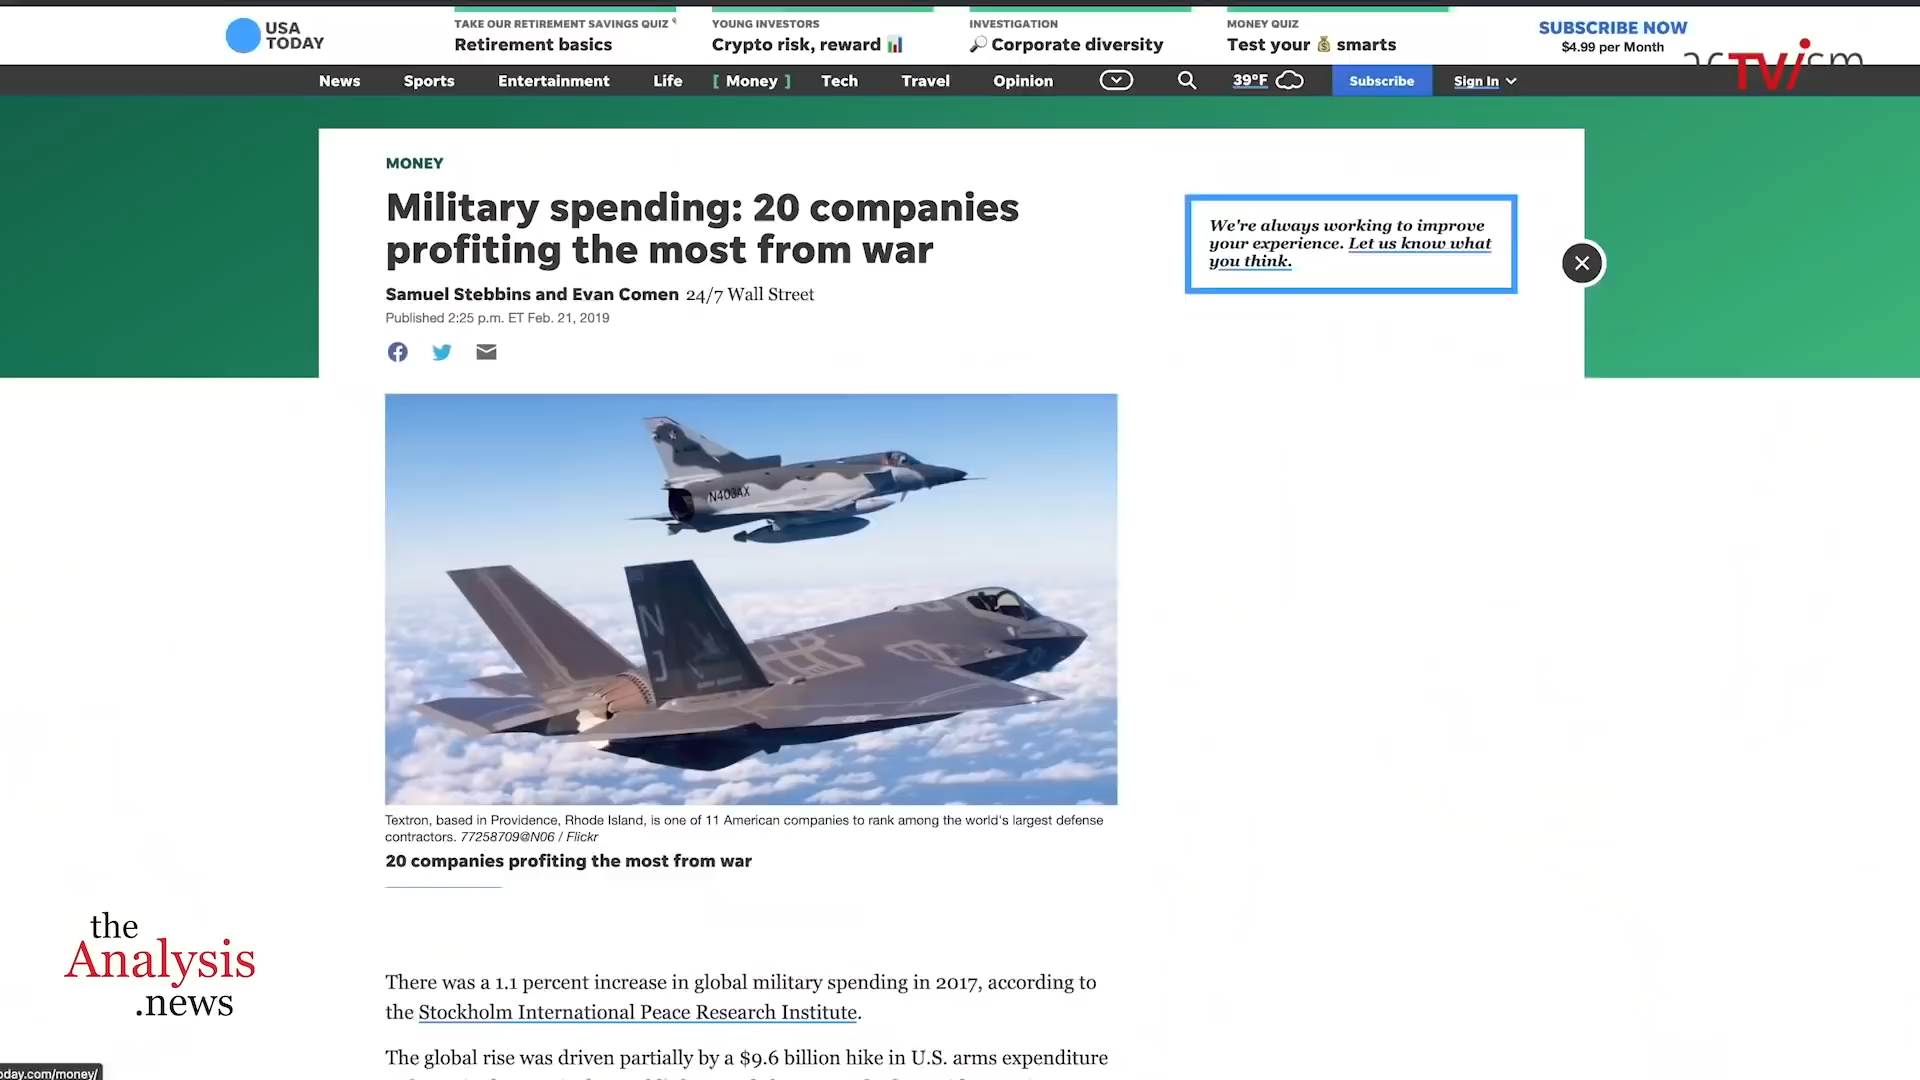 USA
TODAY
TAKE OUR RETIREMENT SAVINGS QUIZ
Retirement basics
YOUNG INVESTORS
Crypto risk, reward
INVESTIGATION
Corporate diversity
MONEY QUIZ
Test your smarts
SUBSCRIBE NOW
$4.99 per Month
acTVism
News Sports Entertainment Life [ Money ] Tech Travel Opinion 39°F Subscribe Sign In
MONEY
Military spending: 20 companies
profiting the most from war
Samuel Stebbins and Evan Comen 24/7 Wall Street
Published 2:25 p.m. ET Feb. 21, 2019
We're always working to improve
your experience. Let us know what
you think.
N403AX
NJ
Textron, based in Providence, Rhode Island, is one of 11 American companies to rank among the world's largest defense
contractors. 77258709@N06 / Flickr
20 companies profiting the most from war
There was a 1.1 percent increase in global military spending in 2017, according to
the Stockholm International Peace Research Institute.
The global rise was driven partially by a $9.6 billion hike in U.S. arms expenditure
the
Analysis
.news
oday.com/money/